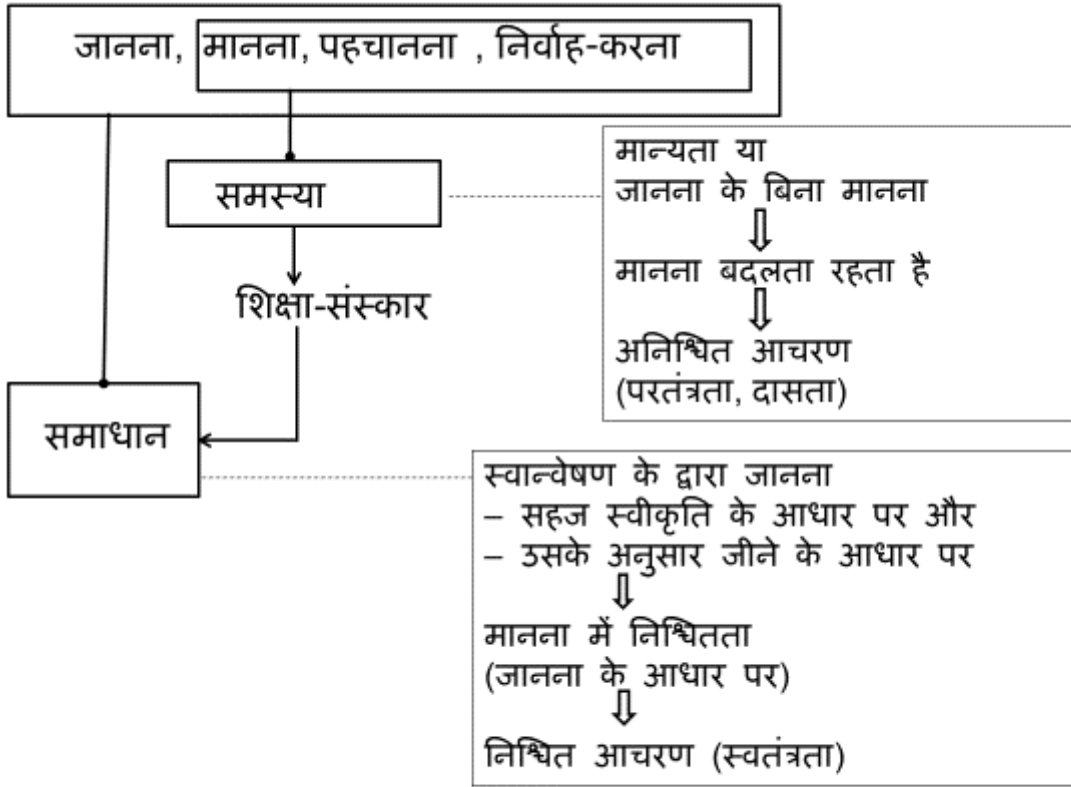 जानना, मानना, पहचानना , निर्वाह-करना
समस्या
शिक्षा-संस्कार
समाधान
मान्यता या
जानना के बिना मानना
मानना बदलता रहता है
अनिश्चित आचरण
(परतंत्रता, दासता)
स्वान्वेषण के द्वारा जानना
– सहज स्वीकृति के आधार पर और
– उसके अनुसार जीने के आधार पर
मानना में निश्चितता
(जानना के आधार पर)
निश्चित आचरण (स्वतंत्रता)